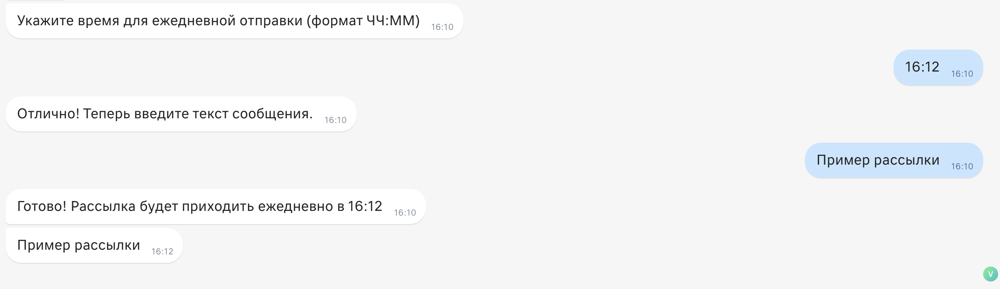 Укажите время для ежедневной отправки (формат ЧЧ:ММ) 16:10
16:12 16:10
Отлично! Теперь введите текст сообщения. 16:10
Пример рассылки 16:10
Готово! Рассылка будет приходить ежедневно в 16:12 16:10
Пример рассылки 16:12
V